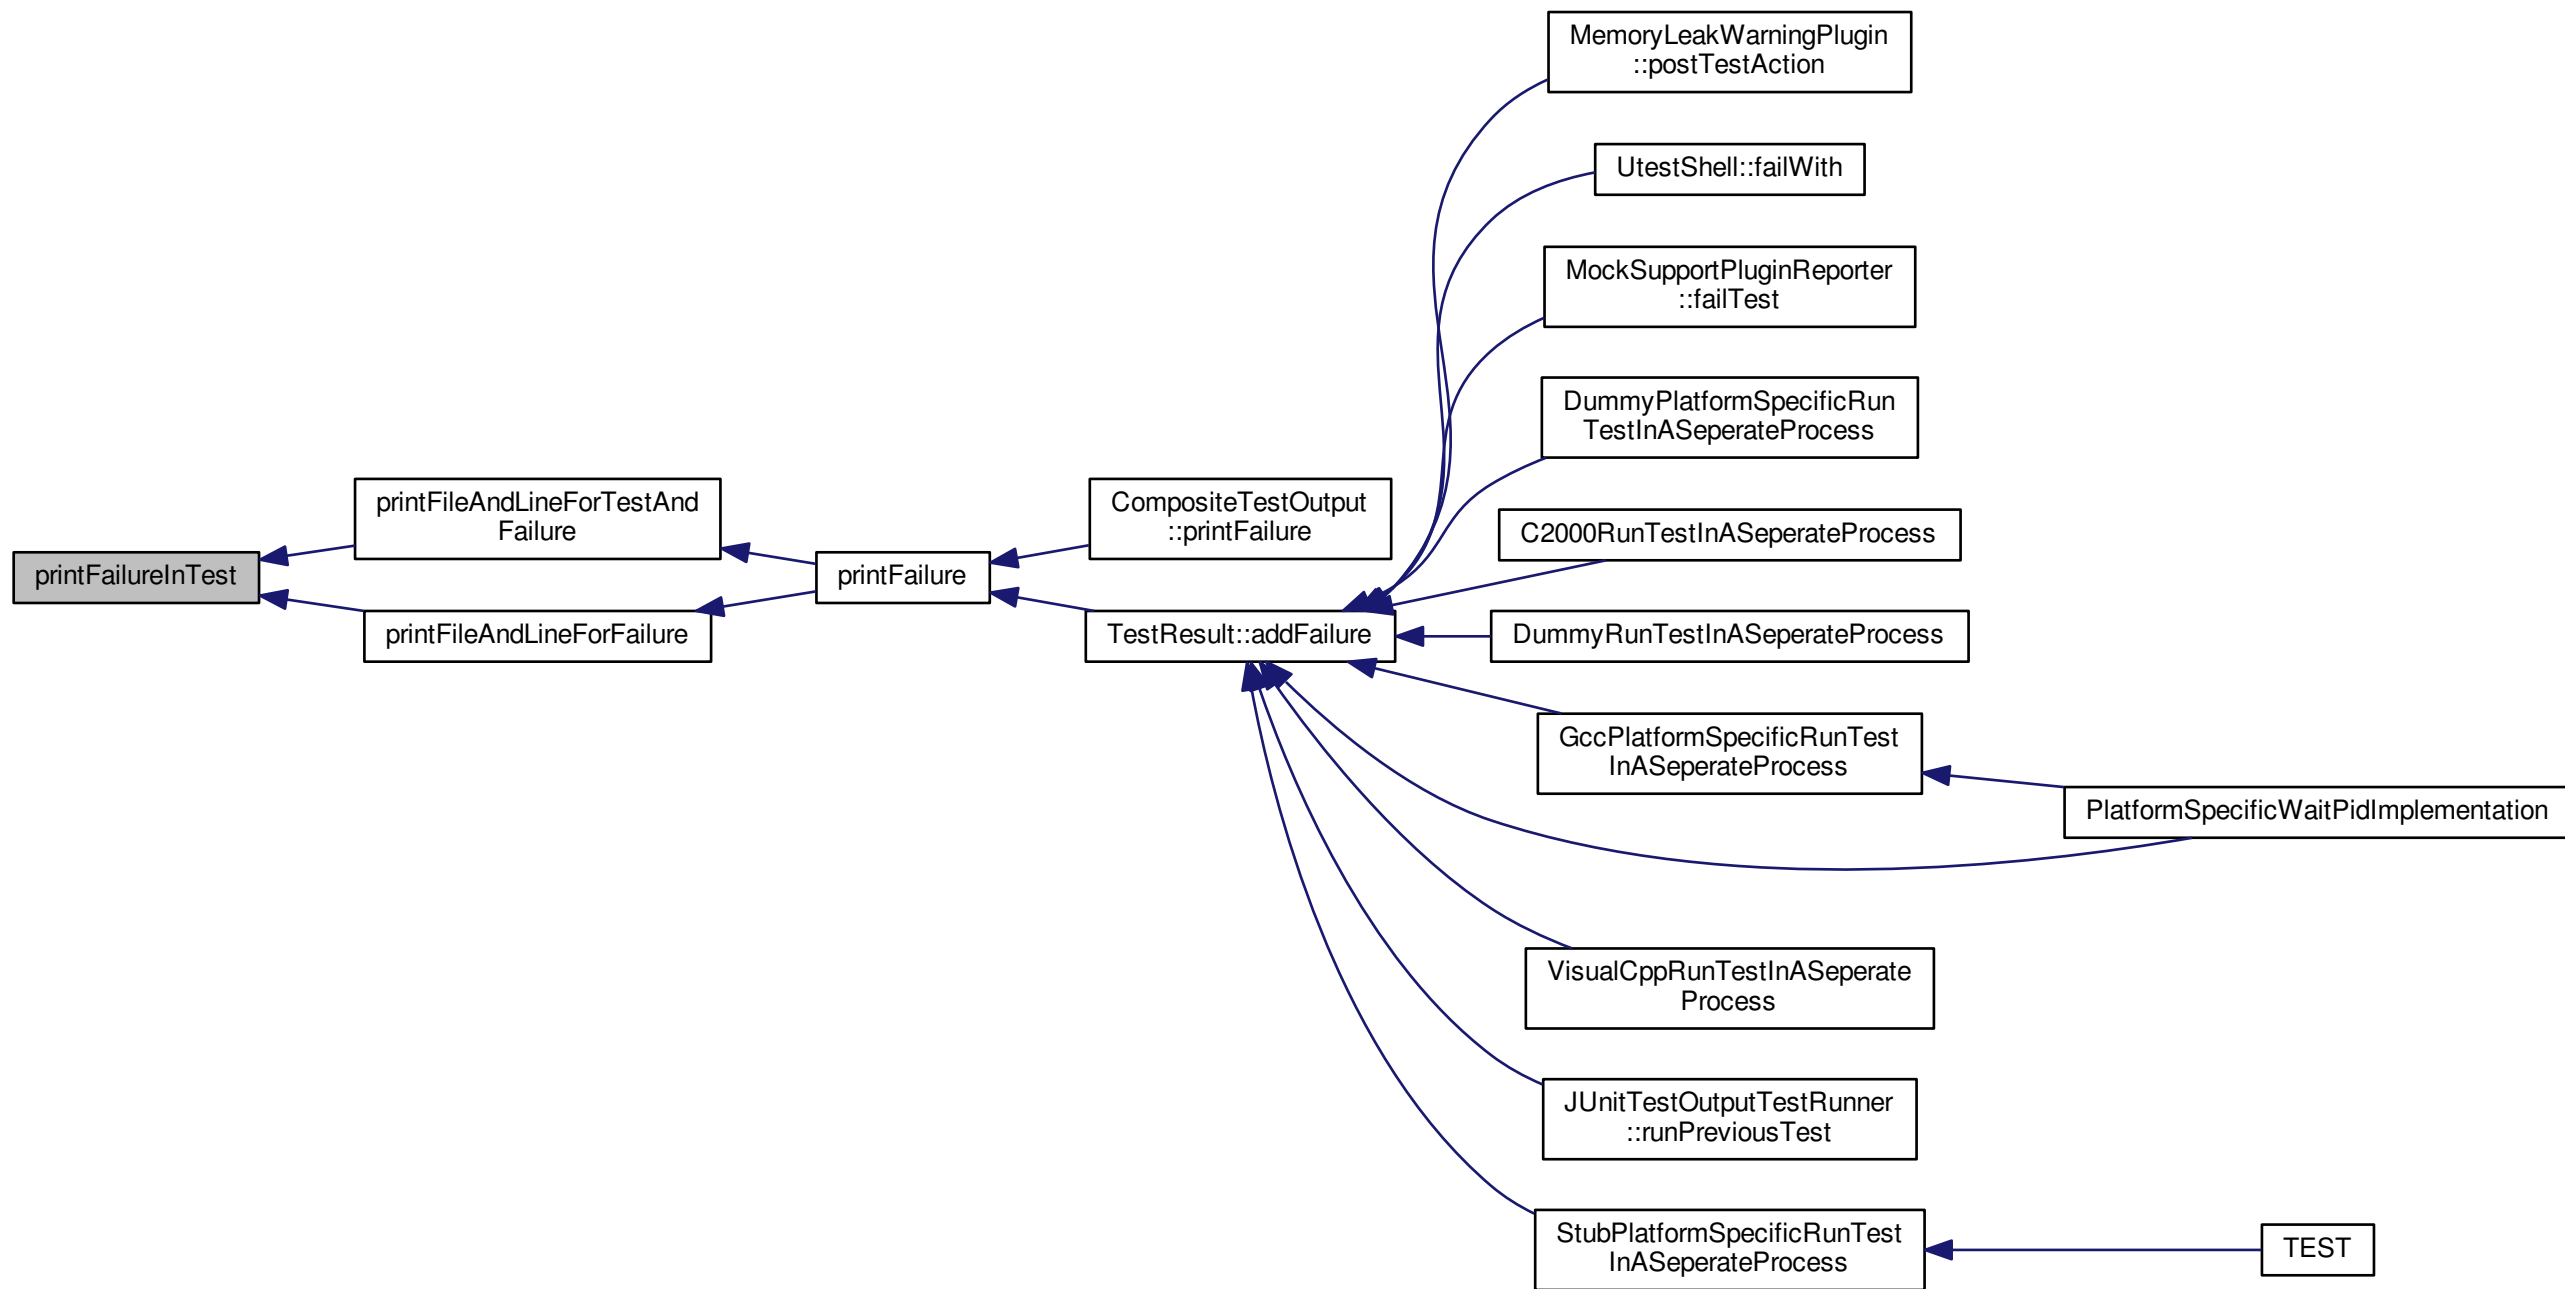 MemoryLeakWarningPlugin
::postTestAction
UtestShell::failWith
MockSupportPluginReporter
::failTest
DummyPlatformSpecificRun
TestInASeperateProcess
printFileAndLineForTestAnd
Failure
CompositeTestOutput
::printFailure
C2000RunTestInASeperateProcess
printFailureInTest
printFailure
printFileAndLineForFailure
TestResult::addFailure
DummyRunTestInASeperateProcess
GccPlatformSpecificRunTest
InASeperateProcess
PlatformSpecificWaitPidImplementation
VisualCppRunTestInASeperate
Process
JUnitTestOutputTestRunner
::runPreviousTest
StubPlatformSpecificRunTest
InASeperateProcess
TEST